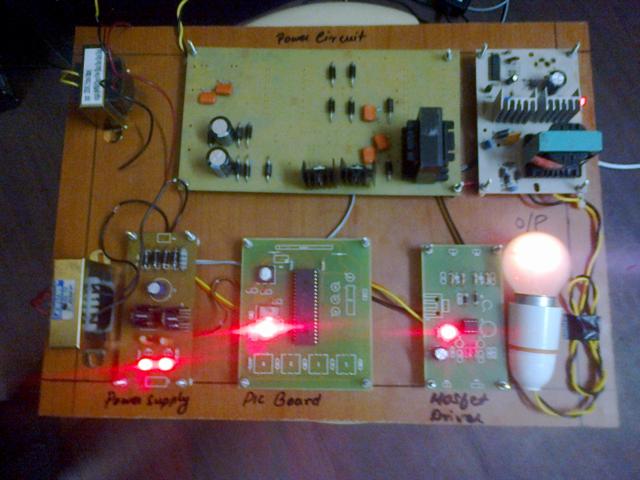 Power Circuit
O/P
Power Supply
Pic Board
Mosfet
Driver